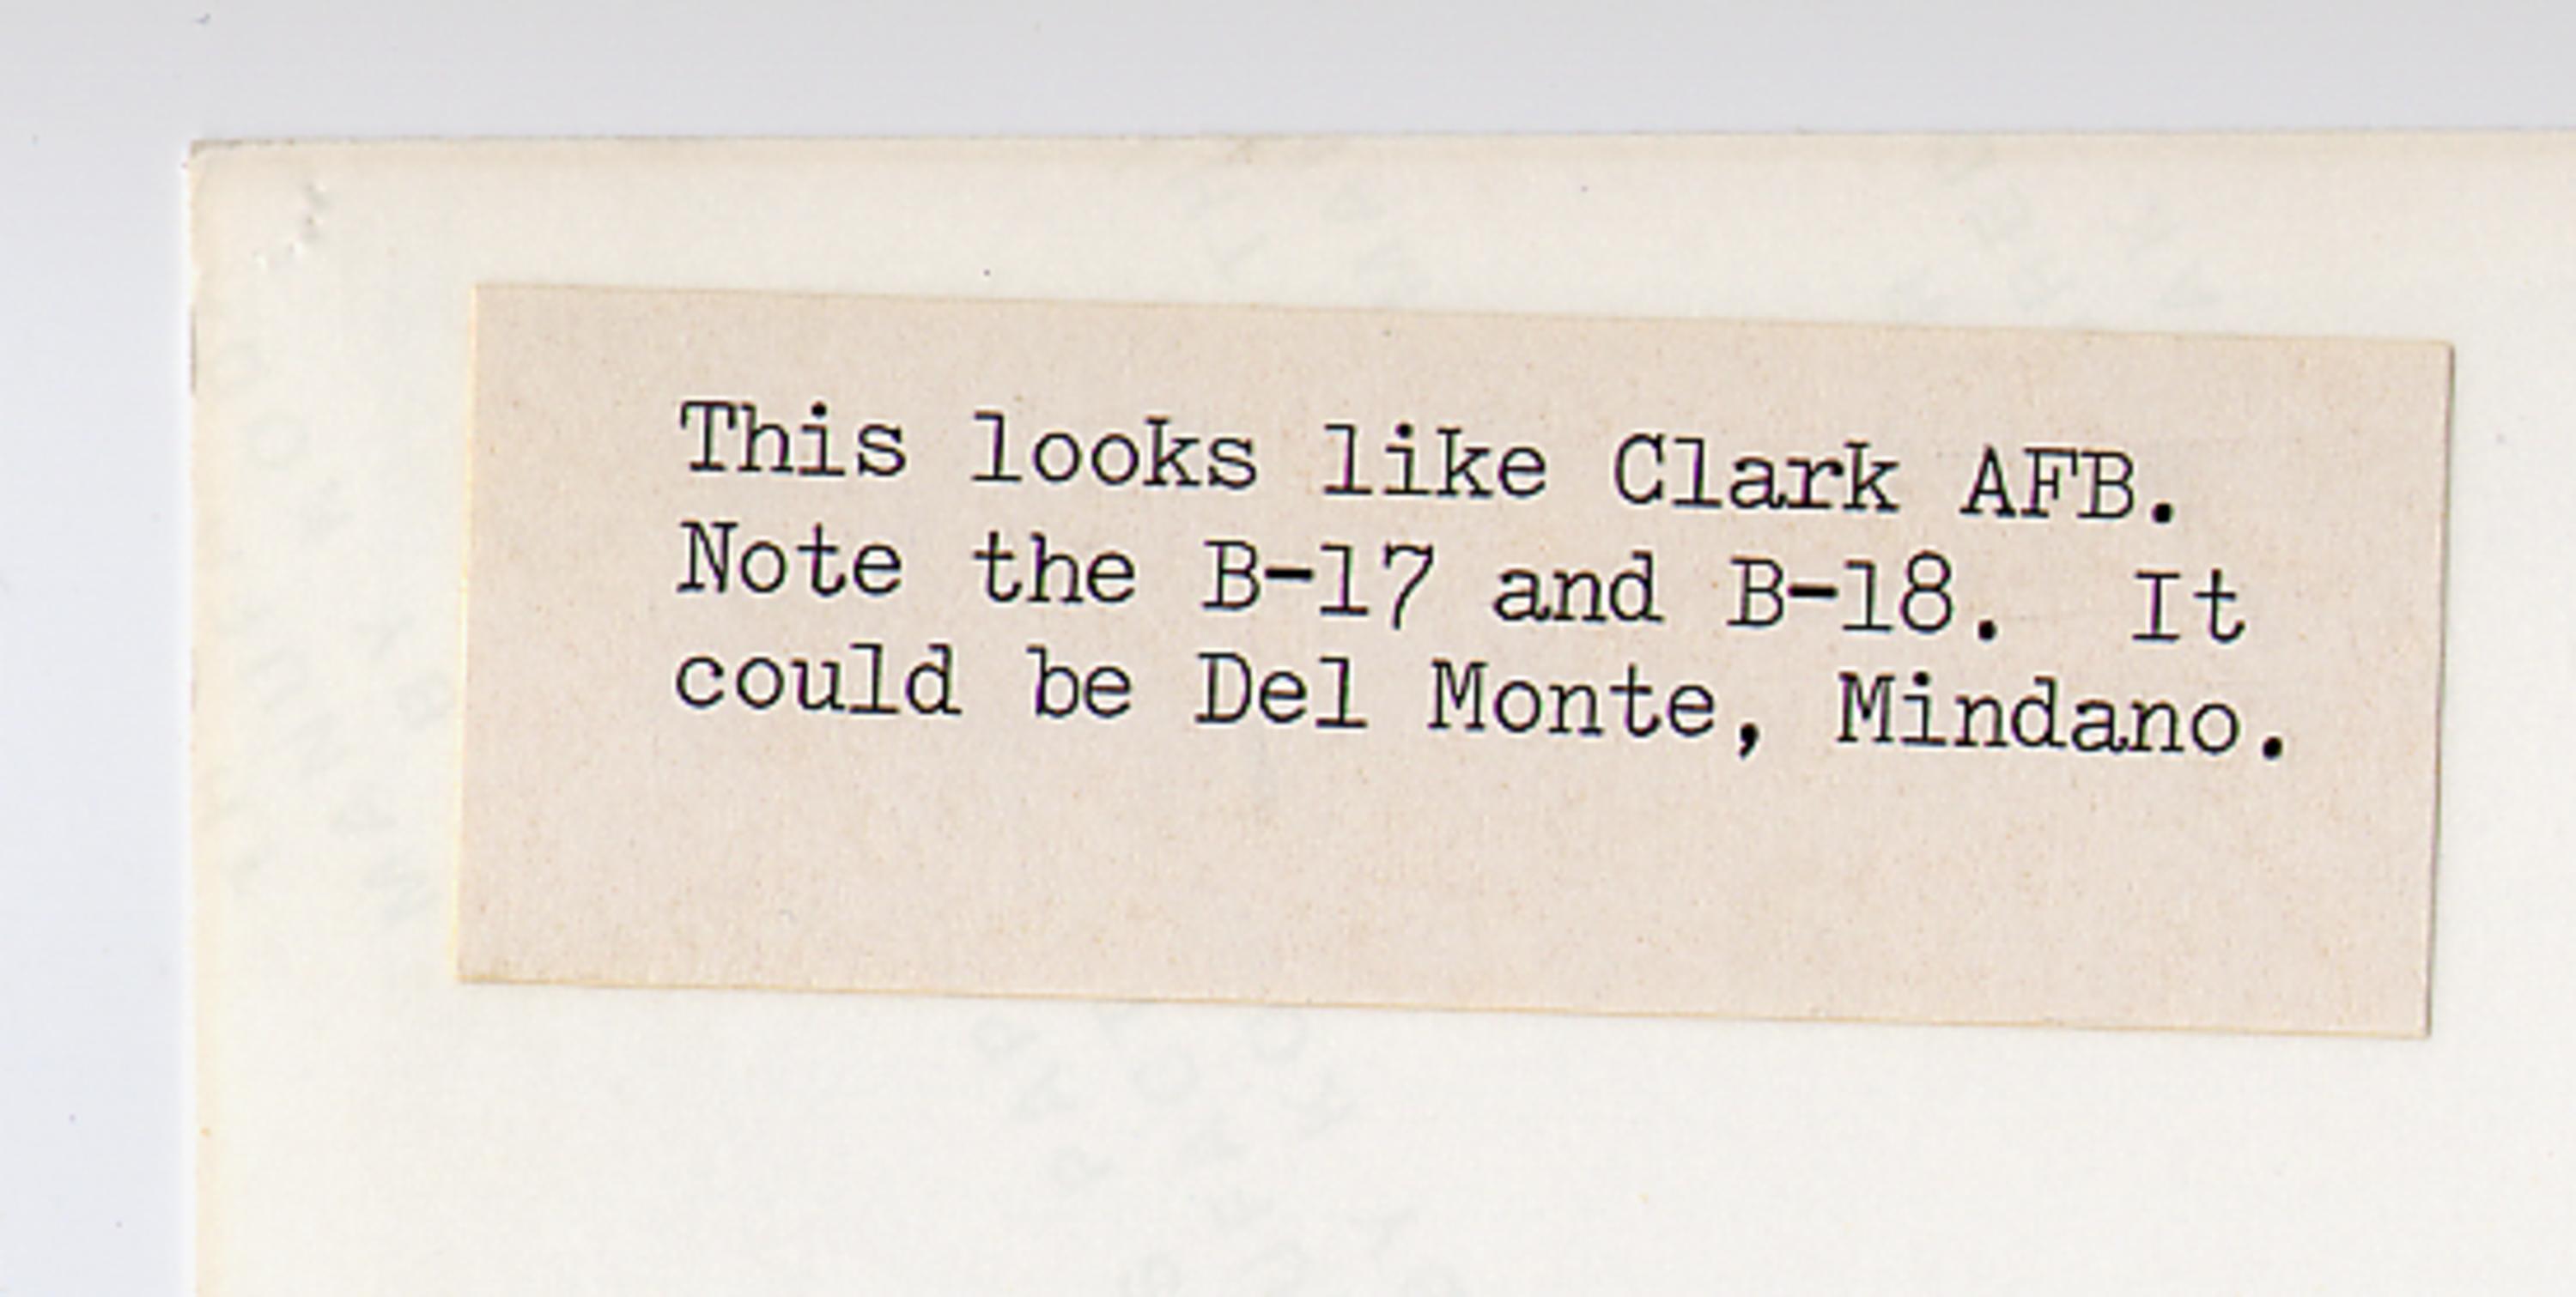 This looks like Clark AFB.
Note the B-17 and B-18.  It
could be Del Monte, Mindano.